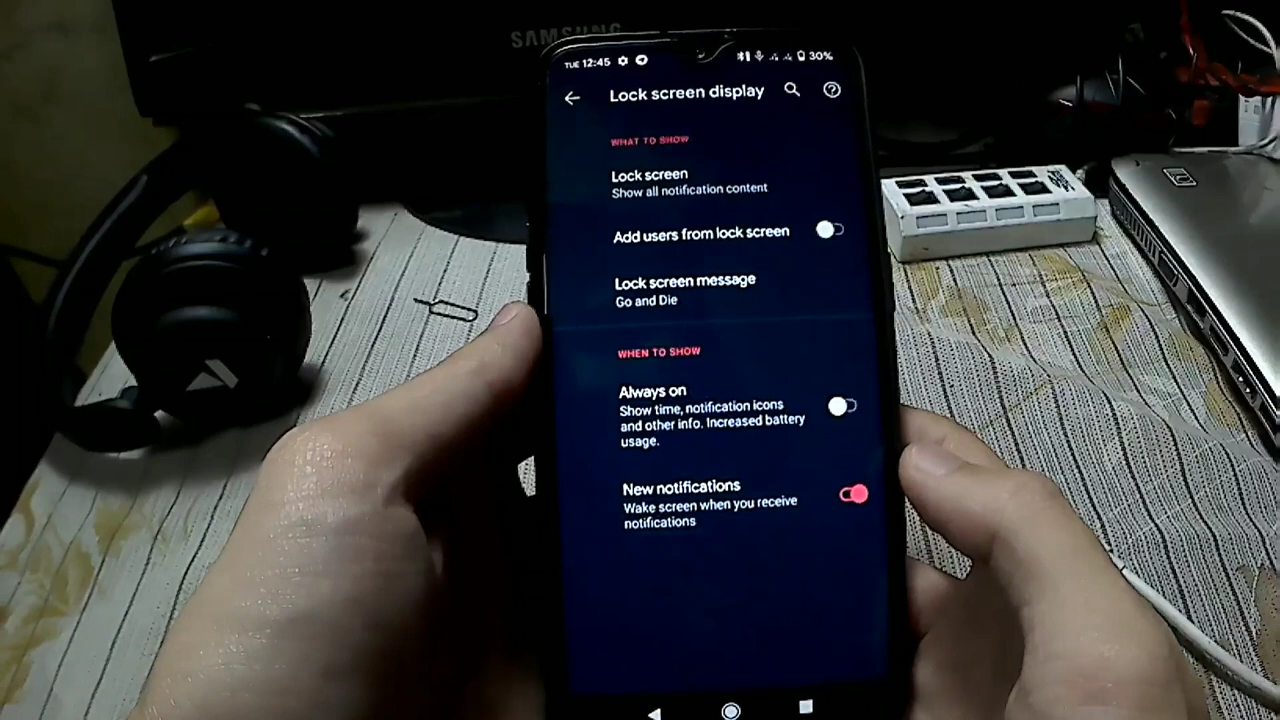 SAMSUNG
TUE 12:45
30%
Lock screen display
WHAT TO SHOW
Lock screen
Show all notification content
Add users from lock screen
Lock screen message
Go and Die
WHEN TO SHOW
Always on
Show time, notification icons
and other info. Increased battery
usage.
New notifications
Wake screen when you receive
notifications